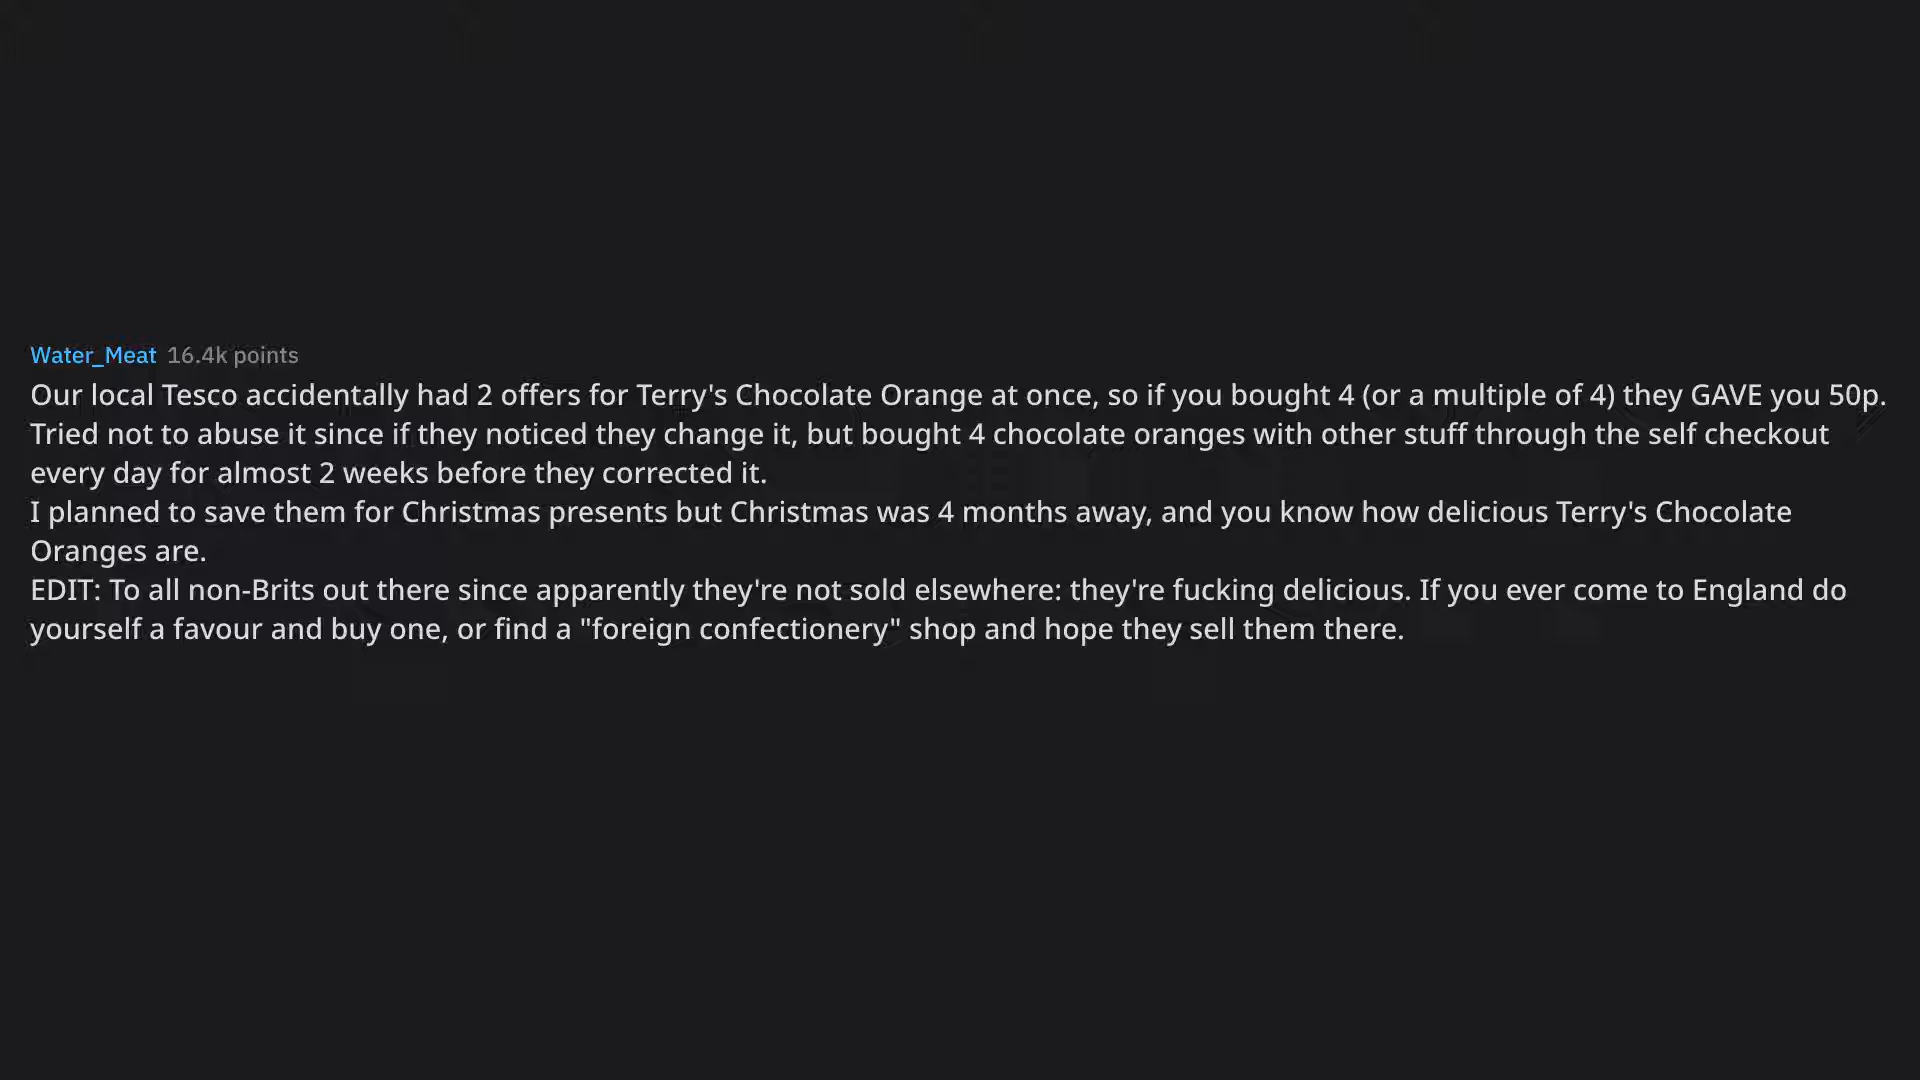 Water_Meat 16.4k points
Our local Tesco accidentally had 2 offers for Terry's Chocolate Orange at once, so if you bought 4 (or a multiple of 4) they GAVE you 50p.
Tried not to abuse it since if they noticed they change it, but bought 4 chocolate oranges with other stuff through the self checkout
every day for almost 2 weeks before they corrected it.
I planned to save them for Christmas presents but Christmas was 4 months away, and you know how delicious Terry's Chocolate
Oranges are.
EDIT: To all non-Brits out there since apparently they're not sold elsewhere: they're fucking delicious. If you ever come to England do
yourself a favour and buy one, or find a "foreign confectionery" shop and hope they sell them there.